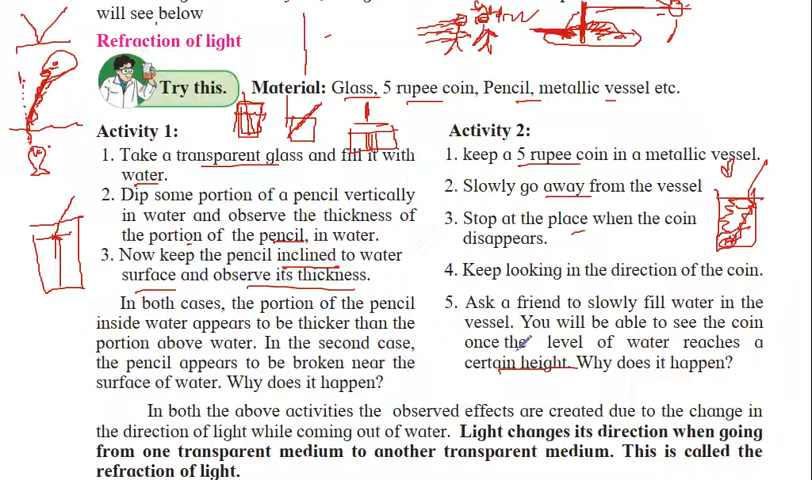 will see below
Refraction of light
Try this. Material: Glass, 5 rupee coin, Pencil, metallic vessel etc.
Activity 1:
1. Take a transparent glass and fill it with
water.
2. Dip some portion of a pencil vertically
in water and observe the thickness of
the portion of the pencil, in water.
3. Now keep the pencil inclined to water
surface and observe its thickness.
In both cases, the portion of the pencil
inside water appears to be thicker than the
portion above water. In the second case,
the pencil appears to be broken near the
surface of water. Why does it happen?
Activity 2:
1. keep a 5 rupee coin in a metallic vessel.
2. Slowly go away from the vessel
3. Stop at the place when the coin
disappears.
4. Keep looking in the direction of the coin.
5. Ask a friend to slowly fill water in the
vessel. You will be able to see the coin
once the level of water reaches a
certain height. Why does it happen?
In both the above activities the observed effects are created due to the change in
the direction of light while coming out of water. Light changes its direction when going
from one transparent medium to another transparent medium. This is called the
refraction of light.